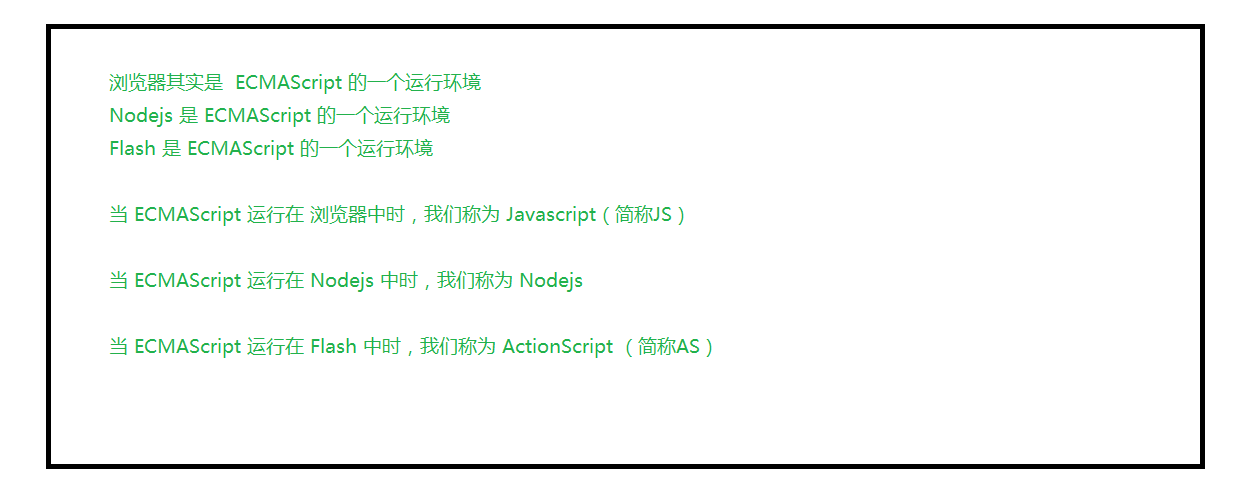 浏览器其实是  ECMAScript 的一个运行环境
Nodejs 是 ECMAScript 的一个运行环境
Flash 是 ECMAScript 的一个运行环境
当 ECMAScript 运行在 浏览器中时，我们称为 Javascript（简称JS）
当 ECMAScript 运行在 Nodejs 中时，我们称为 Nodejs
当 ECMAScript 运行在 Flash 中时，我们称为 ActionScript （简称AS）